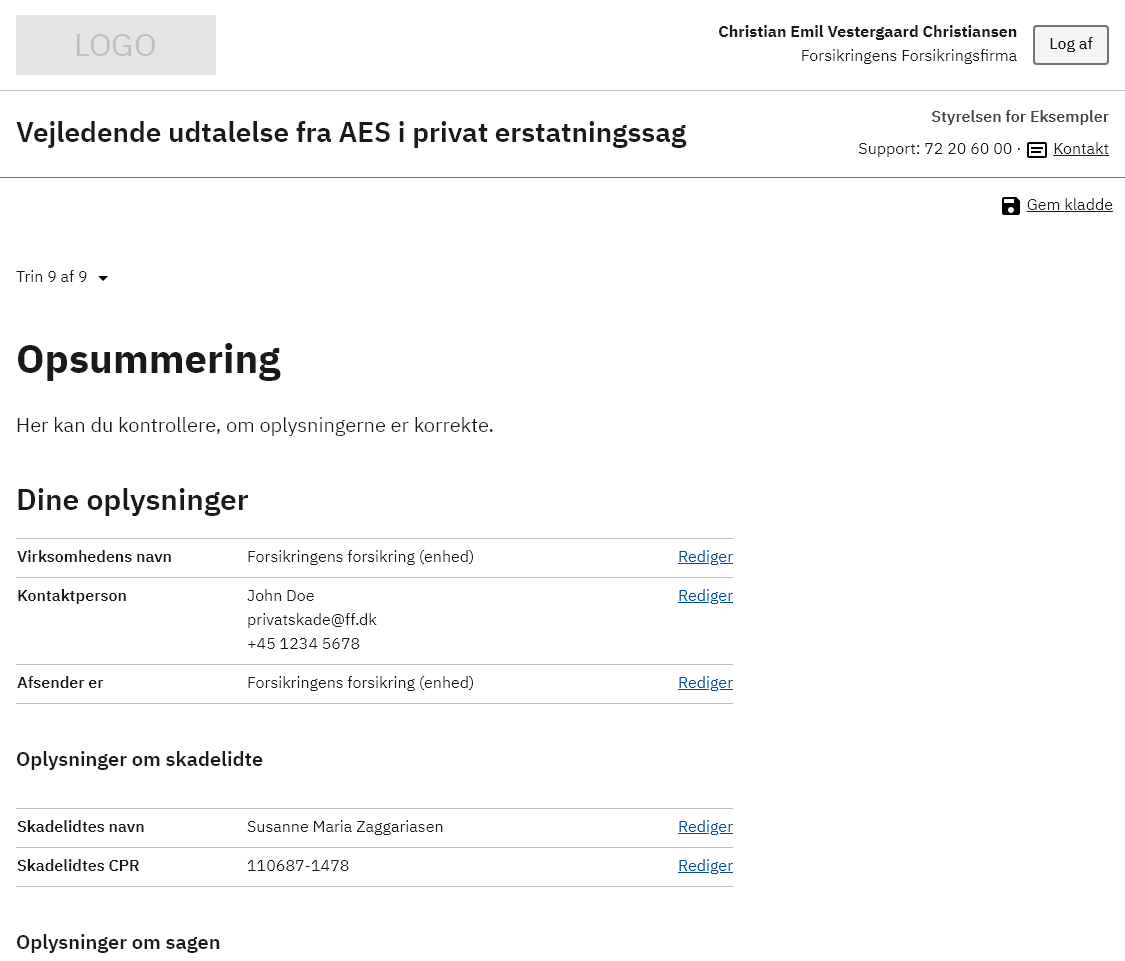 LOGO
Christian Emil Vestergaard Christiansen
Forsikringens Forsikringsfirma
Log af
Vejledende udtalelse fra AES i privat erstatningssag
Styrelsen for Eksempler
Support: 72 20 60 00 · Kontakt
Gem kladde
Trin 9 af 9
Opsummering
Her kan du kontrollere, om oplysningerne er korrekte.
Dine oplysninger
Virksomhedens navn Forsikringens forsikring (enhed) Rediger
Kontaktperson John Doe Rediger
privatskade@ff.dk
+45 1234 5678
Afsender er Forsikringens forsikring (enhed) Rediger
Oplysninger om skadelidte
Skadelidtes navn Susanne Maria Zaggariasen Rediger
Skadelidtes CPR 110687-1478 Rediger
Oplysninger om sagen